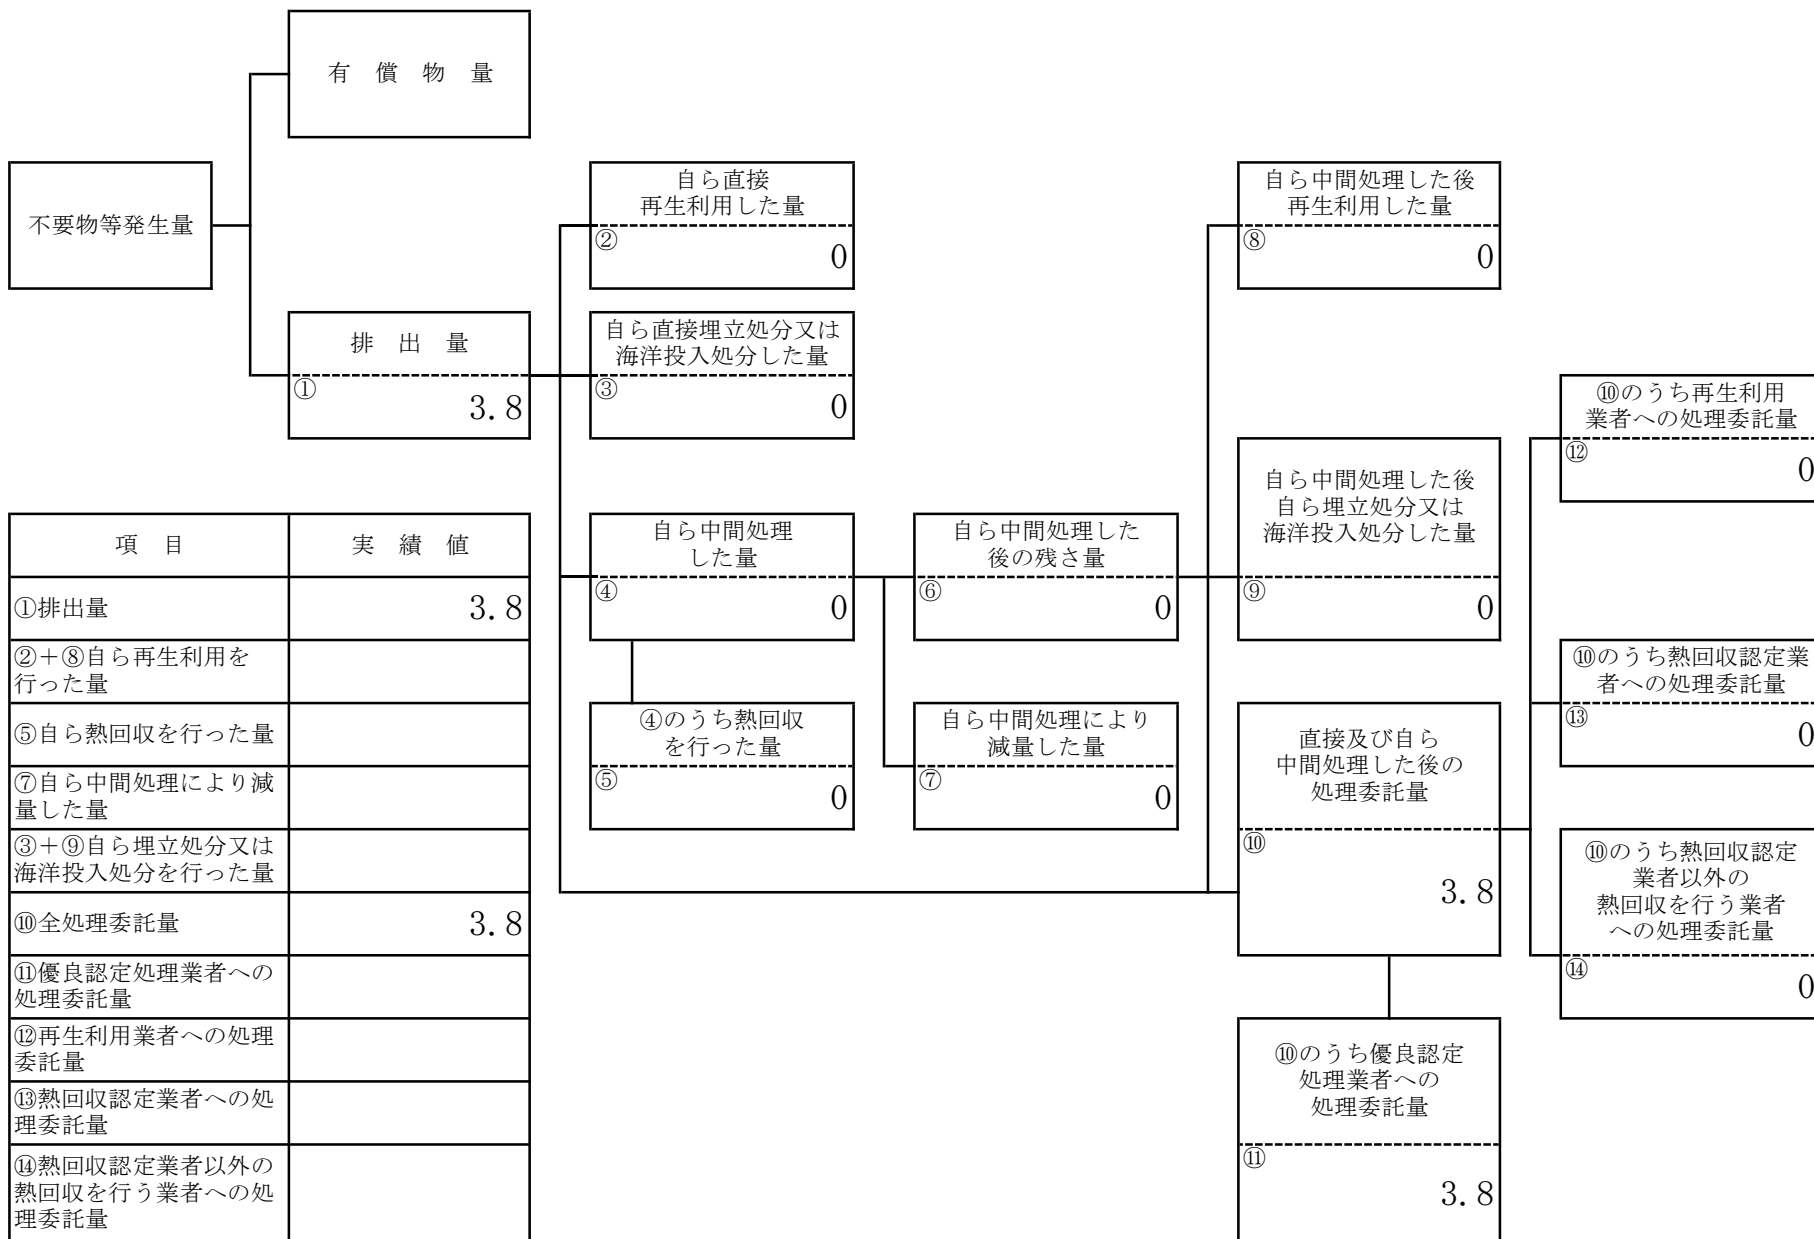 有　償　物　量
不要物等発生量
排　出　量
①
3.8
自ら直接
再生利用した量
②
0
自ら直接埋立処分又は
海洋投入処分した量
③
0
自ら中間処理
した量
④
0
④のうち熱回収
を行った量
⑤
0
自ら中間処理した
後の残さ量
⑥
0
自ら中間処理により
減量した量
⑦
0
自ら中間処理した後
再生利用した量
⑧
0
自ら中間処理した後
自ら埋立処分又は
海洋投入処分した量
⑨
0
直接及び自ら
中間処理した後の
処理委託量
⑩
3.8
⑩のうち優良認定
処理業者への
処理委託量
⑪
3.8
⑩のうち再生利用
業者への処理委託量
⑫
0
⑩のうち熱回収認定業
者への処理委託量
⑬
0
⑩のうち熱回収認定
業者以外の
熱回収を行う業者
への処理委託量
⑭
0
項　目　実　績　値
①排出量　3.8
②＋⑧自ら再生利用を
行った量
⑤自ら熱回収を行った量
⑦自ら中間処理により減
量した量
③＋⑨自ら埋立処分又は
海洋投入処分を行った量
⑩全処理委託量　3.8
⑪優良認定処理業者への
処理委託量
⑫再生利用業者への処理
委託量
⑬熱回収認定業者への処
理委託量
⑭熱回収認定業者以外の
熱回収を行う業者への処
理委託量